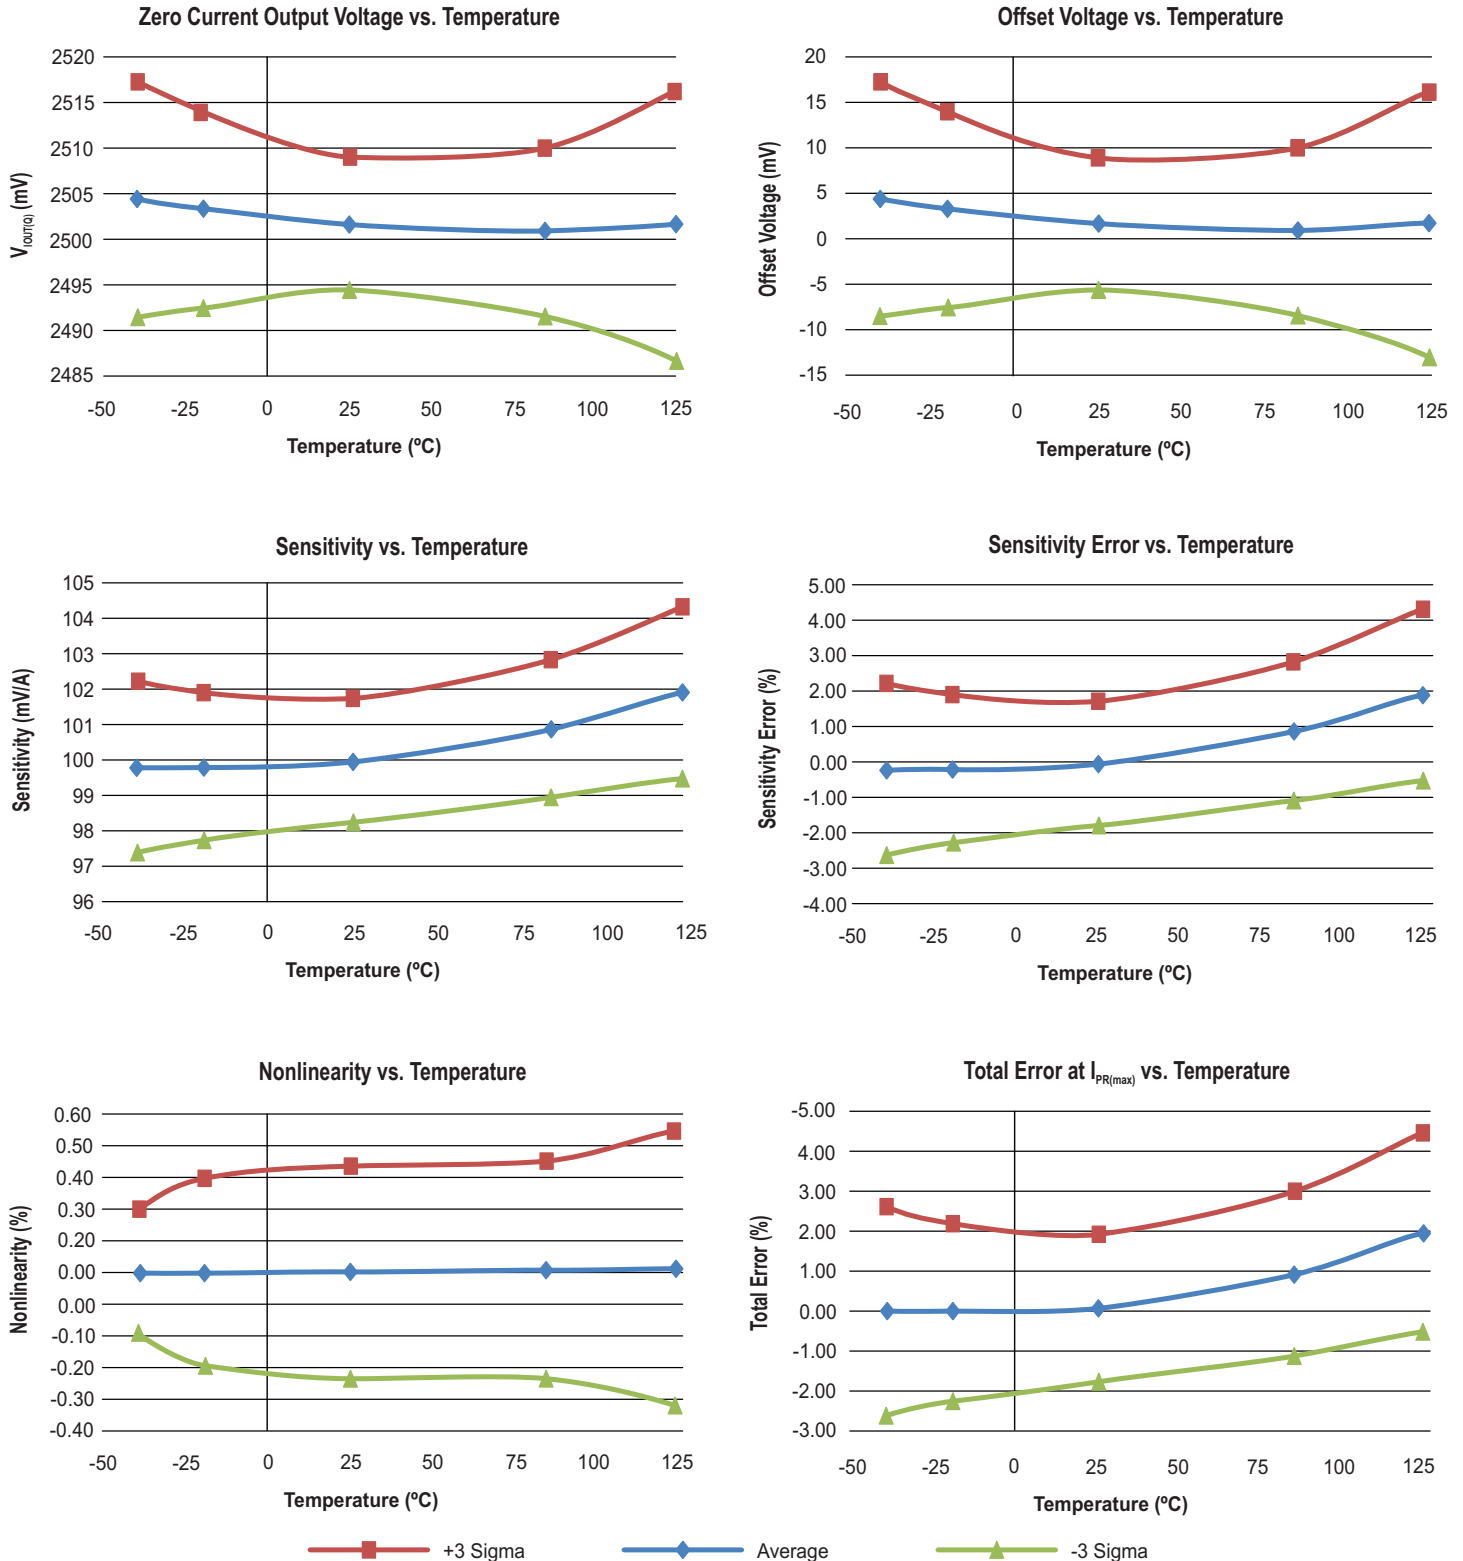 Zero Current Output Voltage vs. Temperature
2520
2515
2510
2505
2500
2495
2490
2485
VIOUT(Q) (mV)
-50 -25 0 25 50 75 100 125
Temperature (ºC)
Offset Voltage vs. Temperature
20
15
10
5
0
-5
-10
-15
Offset Voltage (mV)
-50 -25 0 25 50 75 100 125
Temperature (ºC)
Sensitivity vs. Temperature
105
104
103
102
101
100
99
98
97
96
Sensitivity (mV/A)
-50 -25 0 25 50 75 100 125
Temperature (ºC)
Sensitivity Error vs. Temperature
5.00
4.00
3.00
2.00
1.00
0.00
-1.00
-2.00
-3.00
-4.00
Sensitivity Error (%)
-50 -25 0 25 50 75 100 125
Temperature (ºC)
Nonlinearity vs. Temperature
0.60
0.50
0.40
0.30
0.20
0.00
0.00
-0.10
-0.20
-0.30
-0.40
Nonlinearity (%)
-50 -25 0 25 50 75 100 125
Temperature (ºC)
Total Error at IPR(max) vs. Temperature
-5.00
4.00
3.00
2.00
1.00
0.00
-1.00
-2.00
-3.00
Total Error (%)
-50 -25 0 25 50 75 100 125
Temperature (ºC)
+3 Sigma Average -3 Sigma